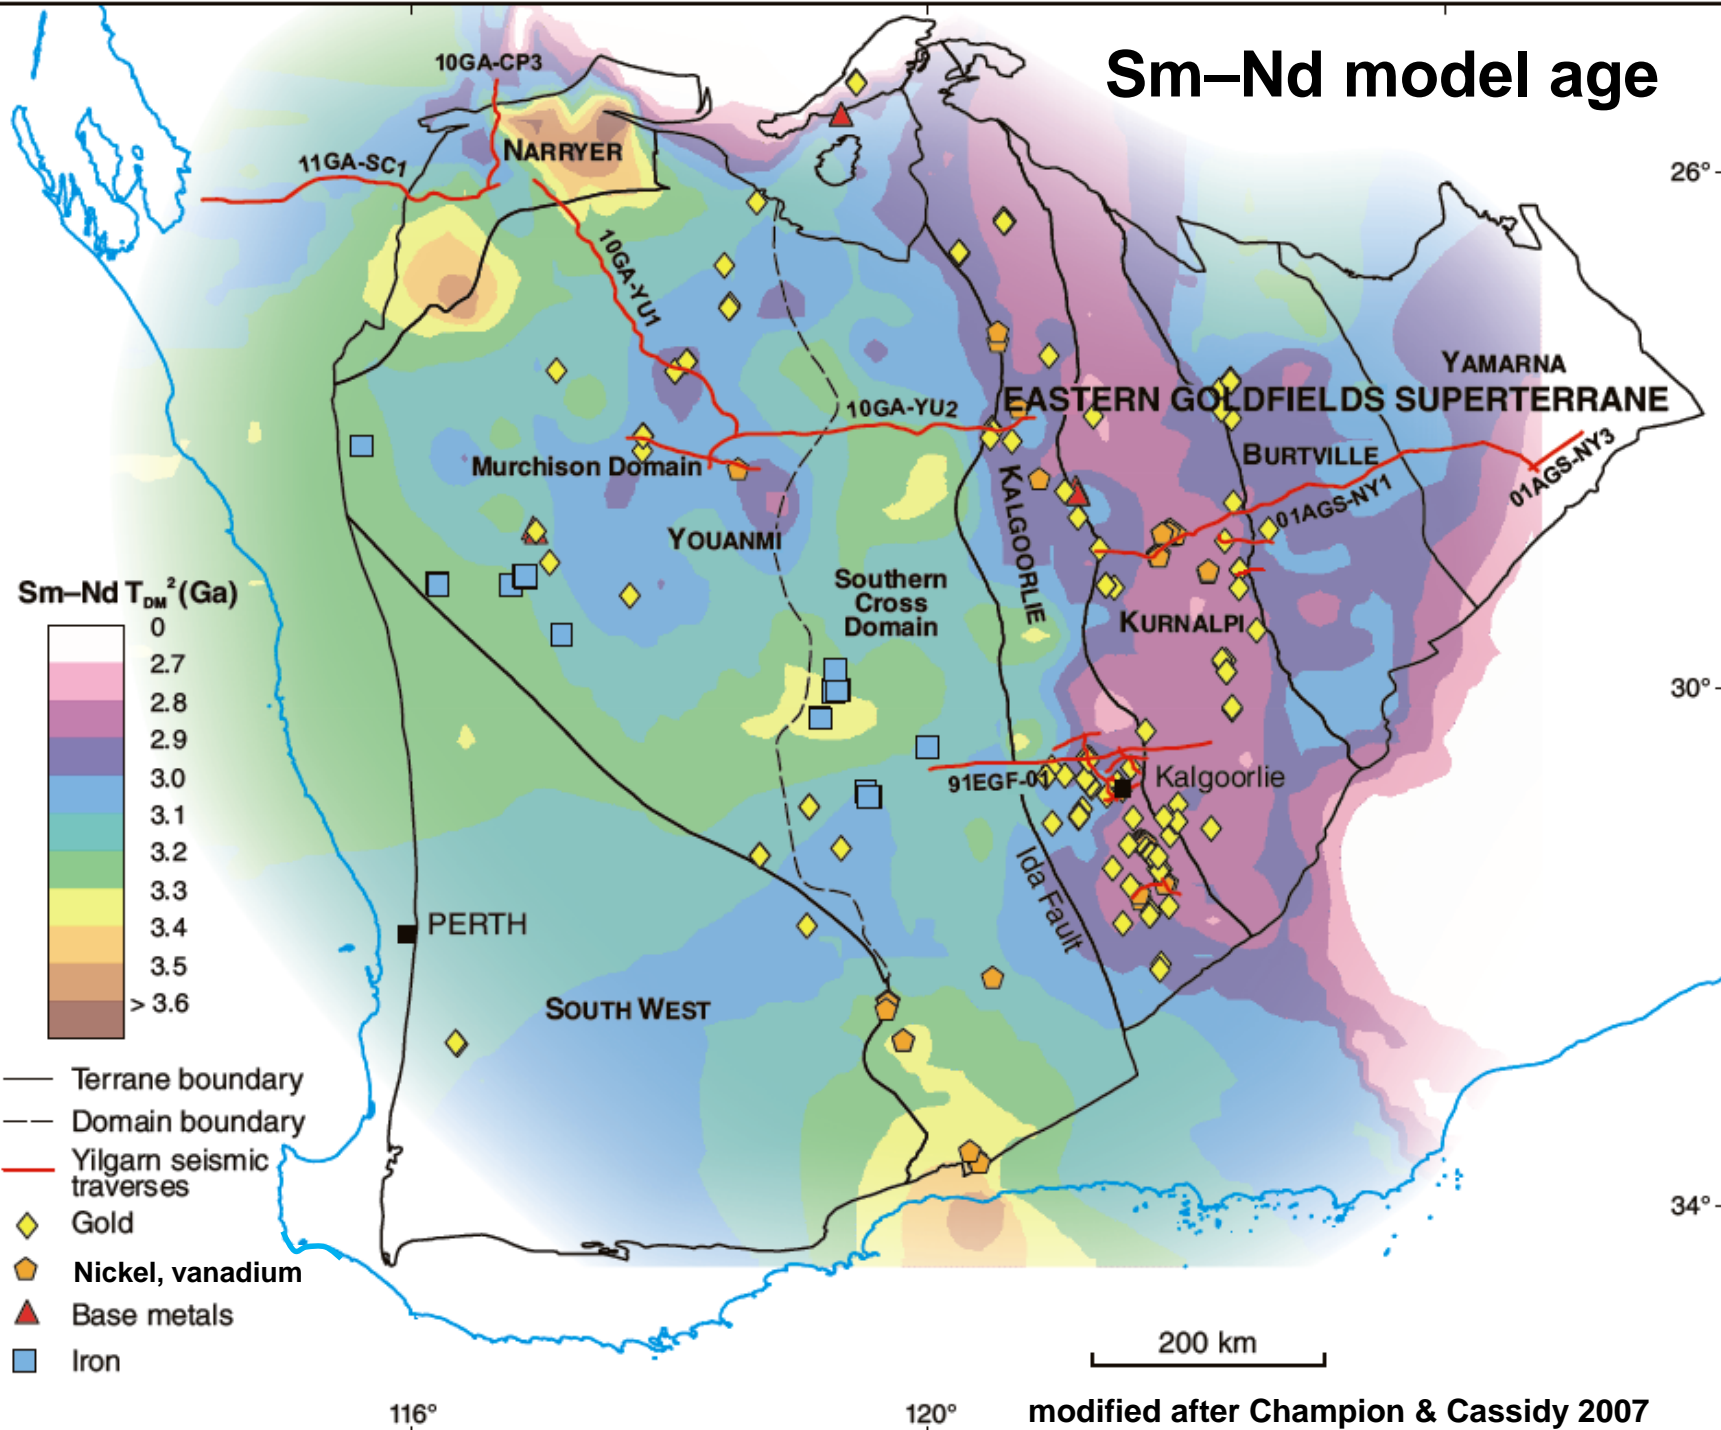 Sm–Nd model age
10GA-CP3
11GA-SC1
NARRYER
26°
10GA-YU1
YAMARNA
EASTERN GOLDFIELDS SUPERTERRANE
10GA-YU2
BURTVILLE
Murchison Domain
KALGOORLIE
01AGS-NY1
01AGS-NY3
YOUANMI
Southern
Cross
Domain
KURNALPI
Sm–Nd TDM² (Ga)
0
2.7
2.8
2.9
3.0
3.1
3.2
3.3
3.4
3.5
> 3.6
30°
91EGF-01
Kalgoorlie
Ida Fault
PERTH
SOUTH WEST
Terrane boundary
Domain boundary
Yilgarn seismic
traverses
Gold
Nickel, vanadium
Base metals
Iron
34°
200 km
116°
120°
modified after Champion & Cassidy 2007